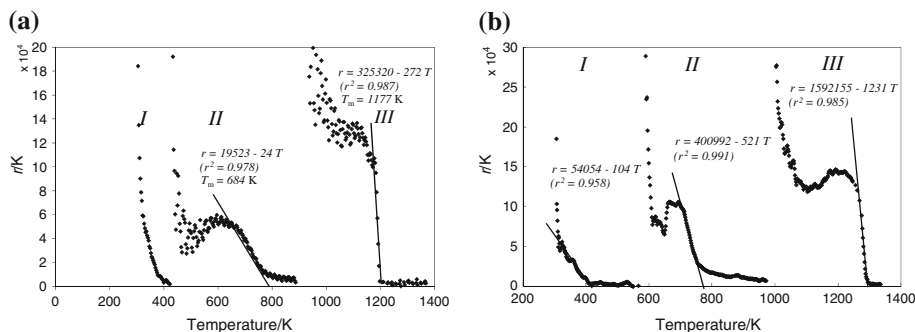 (a)
x 10⁴
20
18
16
14
12
10
8
6
4
2
0
r/K
I
II
III
r = 325320 - 272 T
(r² = 0.987)
Tₘ = 1177 K
r = 19523 - 24 T
(r² = 0.978)
Tₘ = 684 K
0 200 400 600 800 1000 1200 1400
Temperature/K
(b)
x 10⁴
30
25
20
15
10
5
0
r/K
I
II
III
r = 1592155 - 1231 T
(r² = 0.985)
r = 400992 - 521 T
(r² = 0.991)
r = 54054 - 104 T
(r² = 0.958)
200 400 600 800 1000 1200 1400
Temperature/K